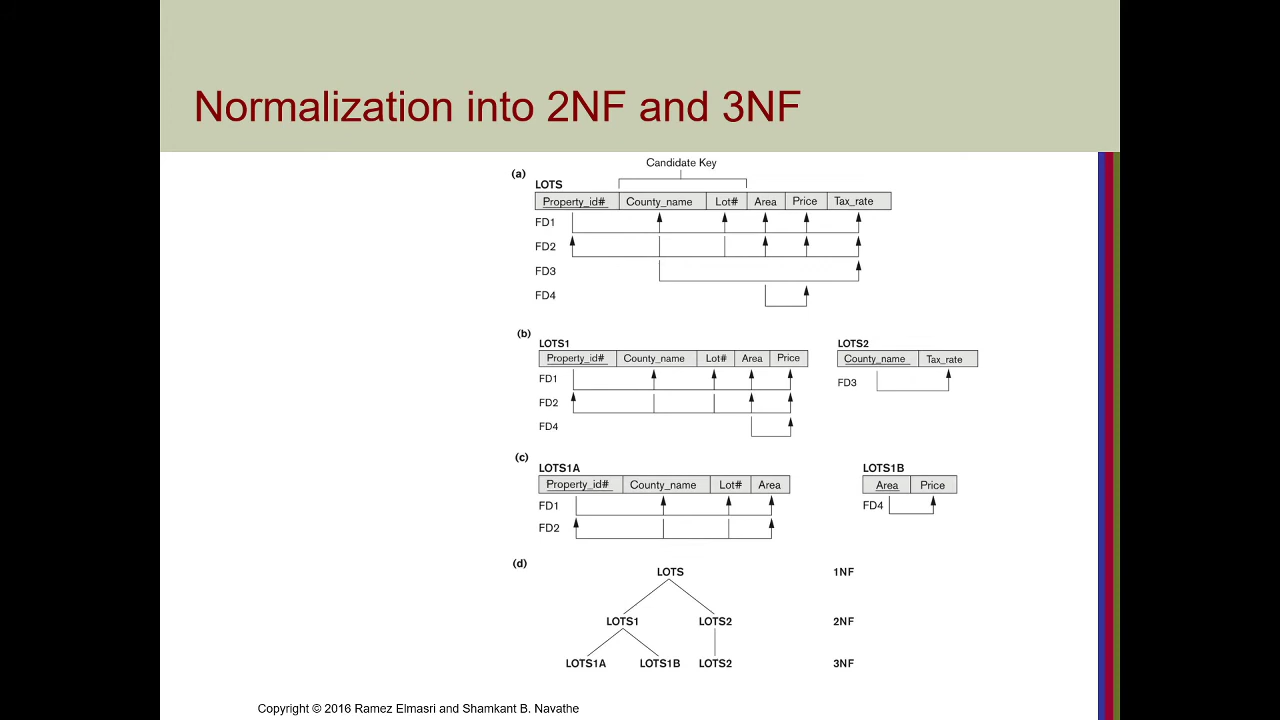 Normalization into 2NF and 3NF
Candidate Key
(a)
LOTS
Property_id# County_name Lot# Area Price Tax_rate
FD1
FD2
FD3
FD4
(b)
LOTS1
Property_id# County_name Lot# Area Price
FD1
FD2
FD4
LOTS2
County_name Tax_rate
FD3
(c)
LOTS1A
Property_id# County_name Lot# Area
FD1
FD2
LOTS1B
Area Price
FD4
(d)
LOTS 1NF
LOTS1 LOTS2 2NF
LOTS1A LOTS1B LOTS2 3NF
Copyright © 2016 Ramez Elmasri and Shamkant B. Navathe